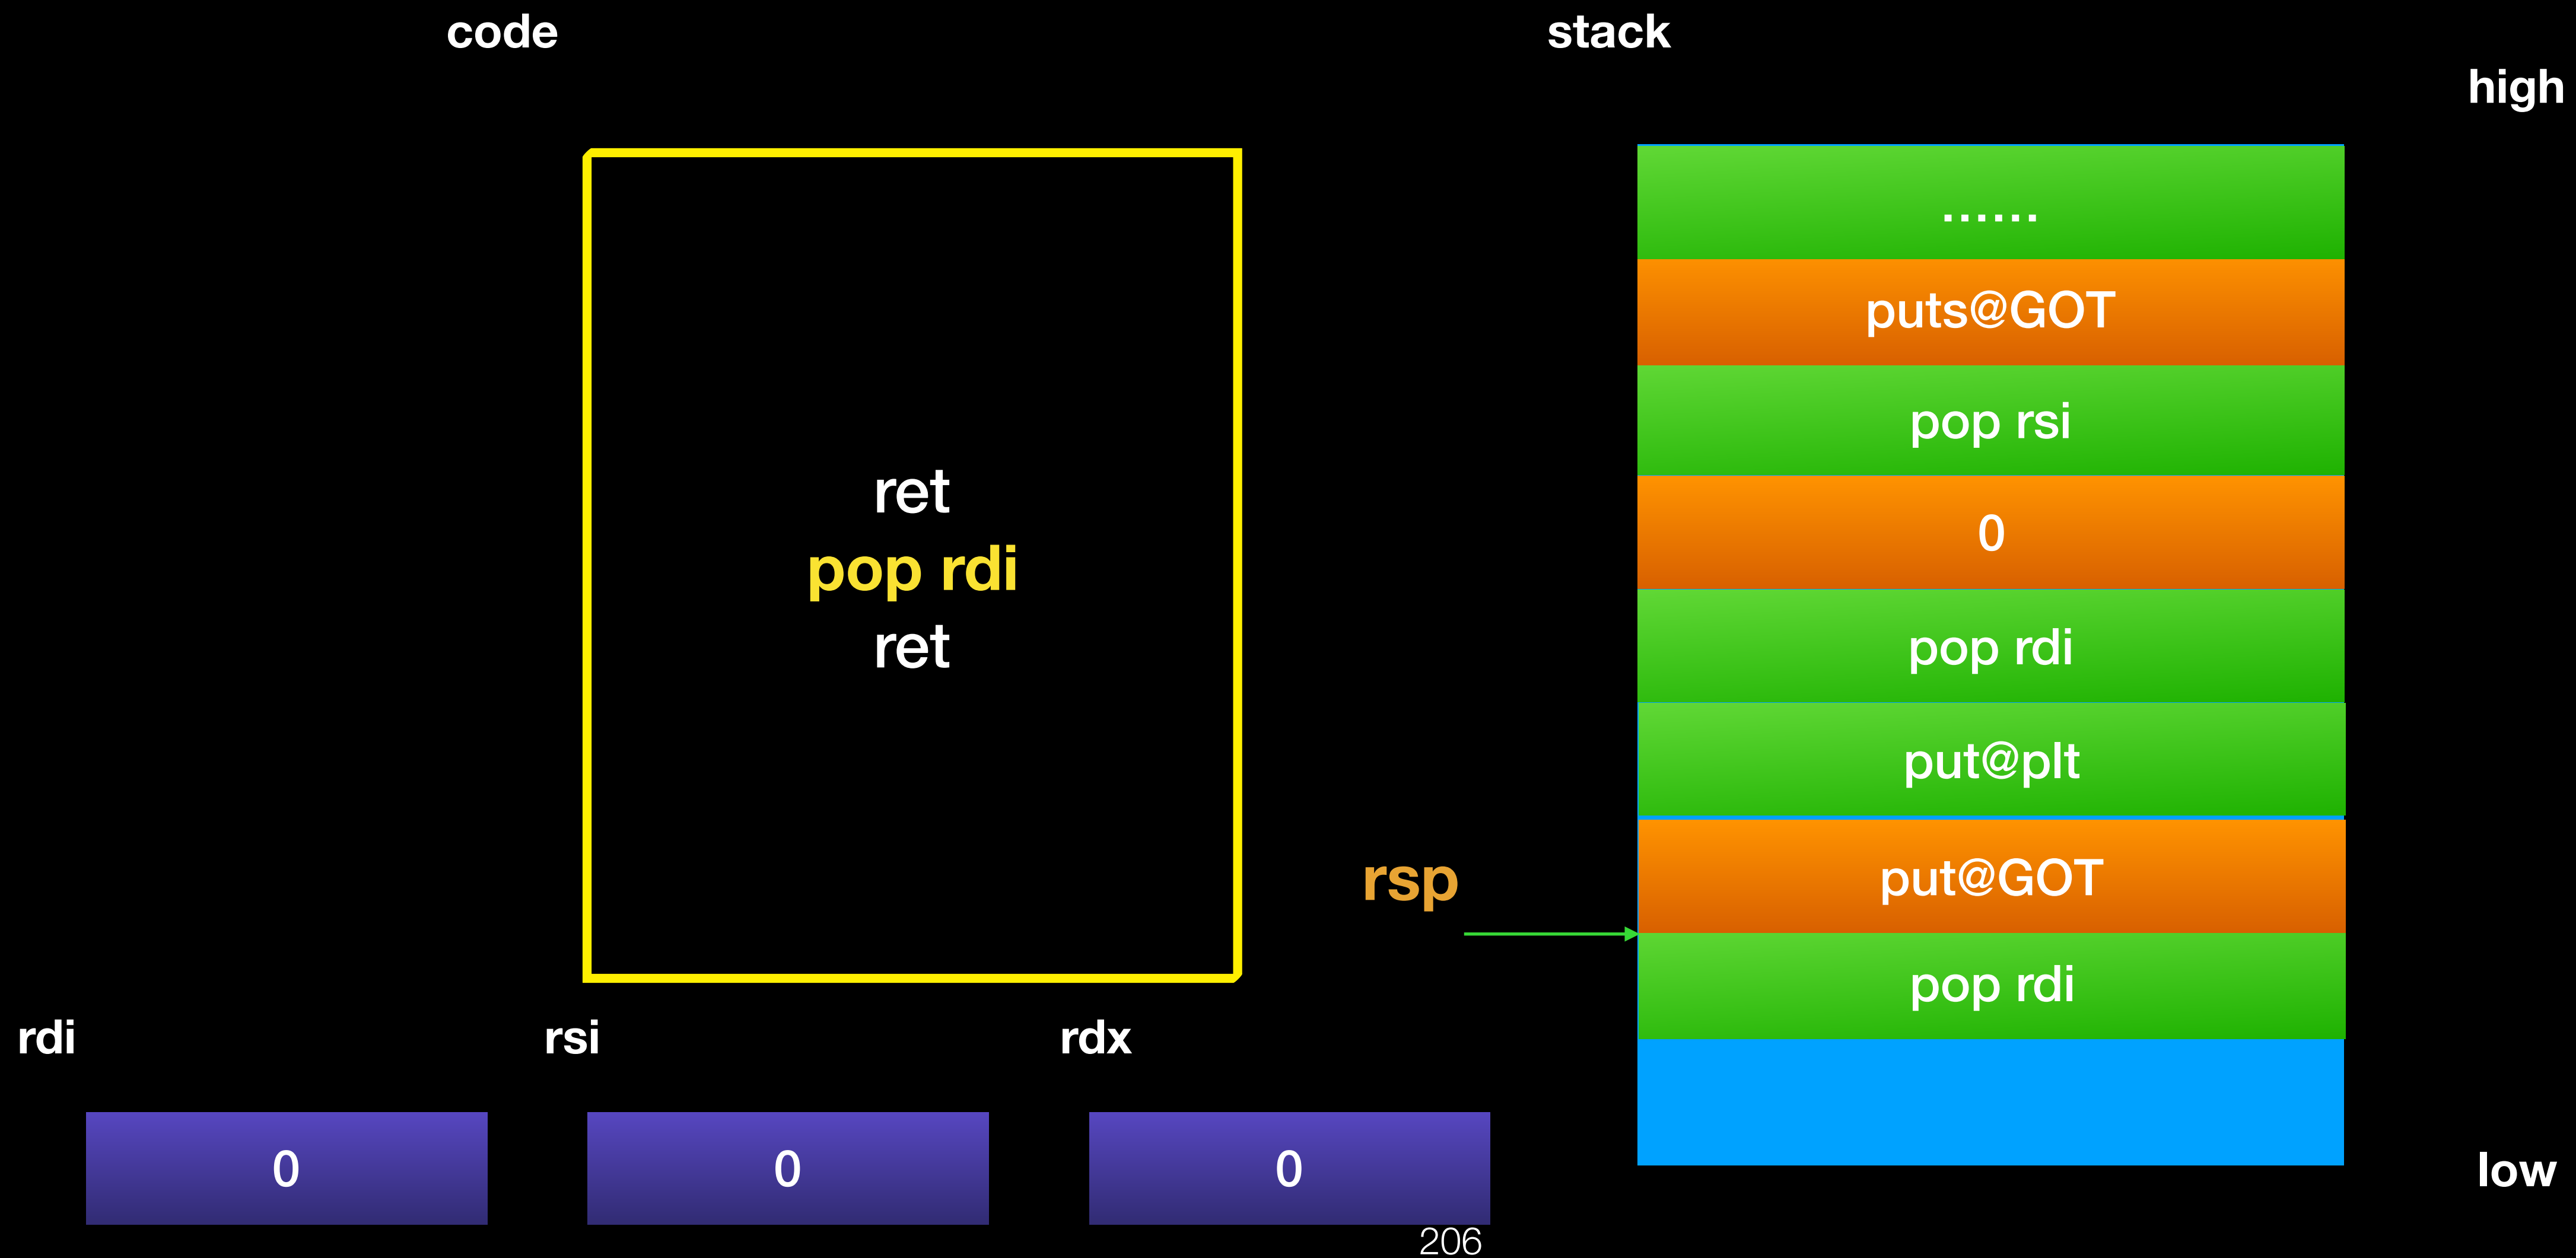 code
stack
high
ret
pop rdi
ret
......
puts@GOT
pop rsi
0
pop rdi
put@plt
rsp
put@GOT
pop rdi
rdi
rsi
rdx
0
0
0
low
206